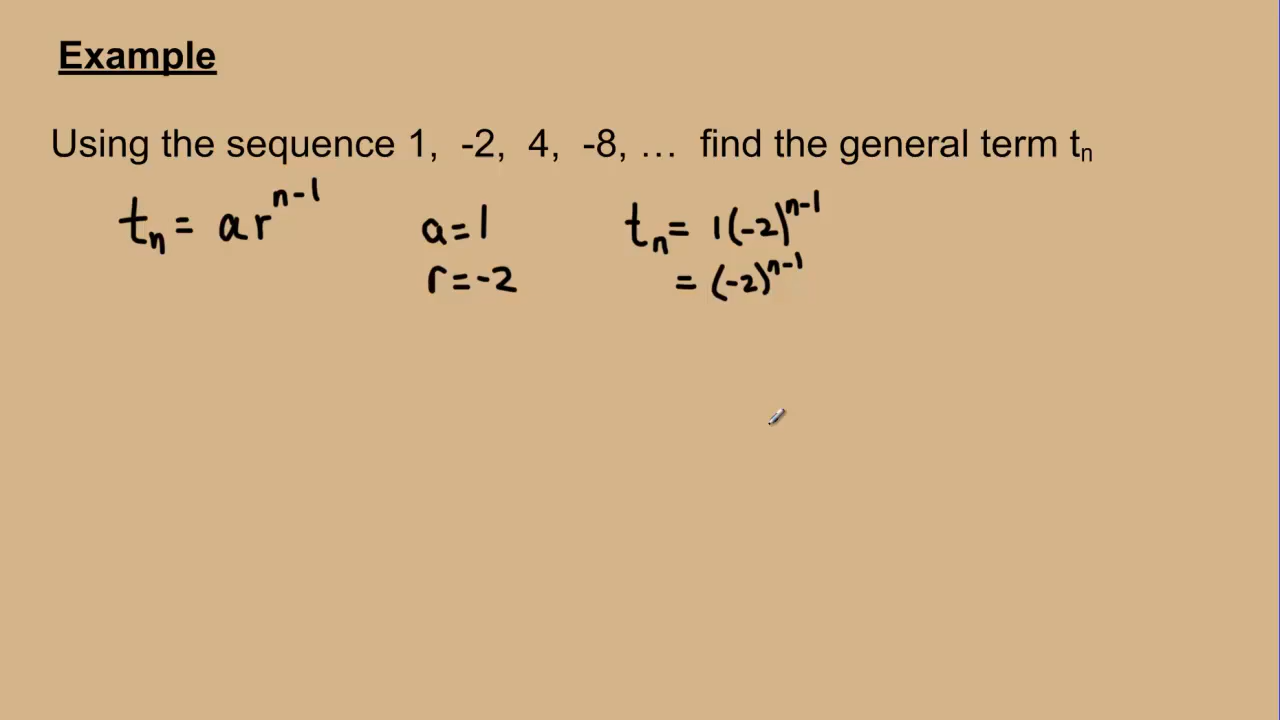 Example
Using the sequence 1, -2, 4, -8, … find the general term tₙ
tₙ = arⁿ⁻¹
a = 1
r = -2
tₙ = 1(-2)ⁿ⁻¹
= (-2)ⁿ⁻¹